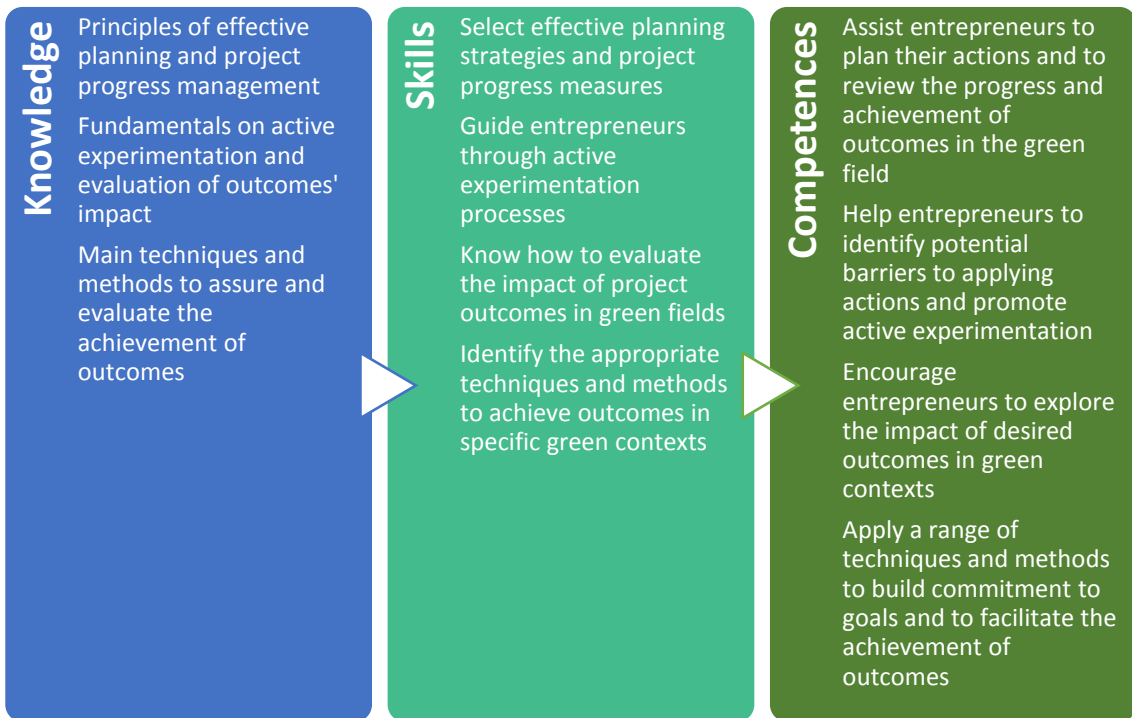 Knowledge
Principles of effective
planning and project
progress management
Fundamentals on active
experimentation and
evaluation of outcomes'
impact
Main techniques and
methods to assure and
evaluate the
achievement of
outcomes
Skills
Select effective planning
strategies and project
progress measures
Guide entrepreneurs
through active
experimentation
processes
Know how to evaluate
the impact of project
outcomes in green fields
Identify the appropriate
techniques and methods
to achieve outcomes in
specific green contexts
Competences
Assist entrepreneurs to
plan their actions and to
review the progress and
achievement of
outcomes in the green
field
Help entrepreneurs to
identify potential
barriers to applying
actions and promote
active experimentation
Encourage
entrepreneurs to explore
the impact of desired
outcomes in green
contexts
Apply a range of
techniques and methods
to build commitment to
goals and to facilitate the
achievement of
outcomes